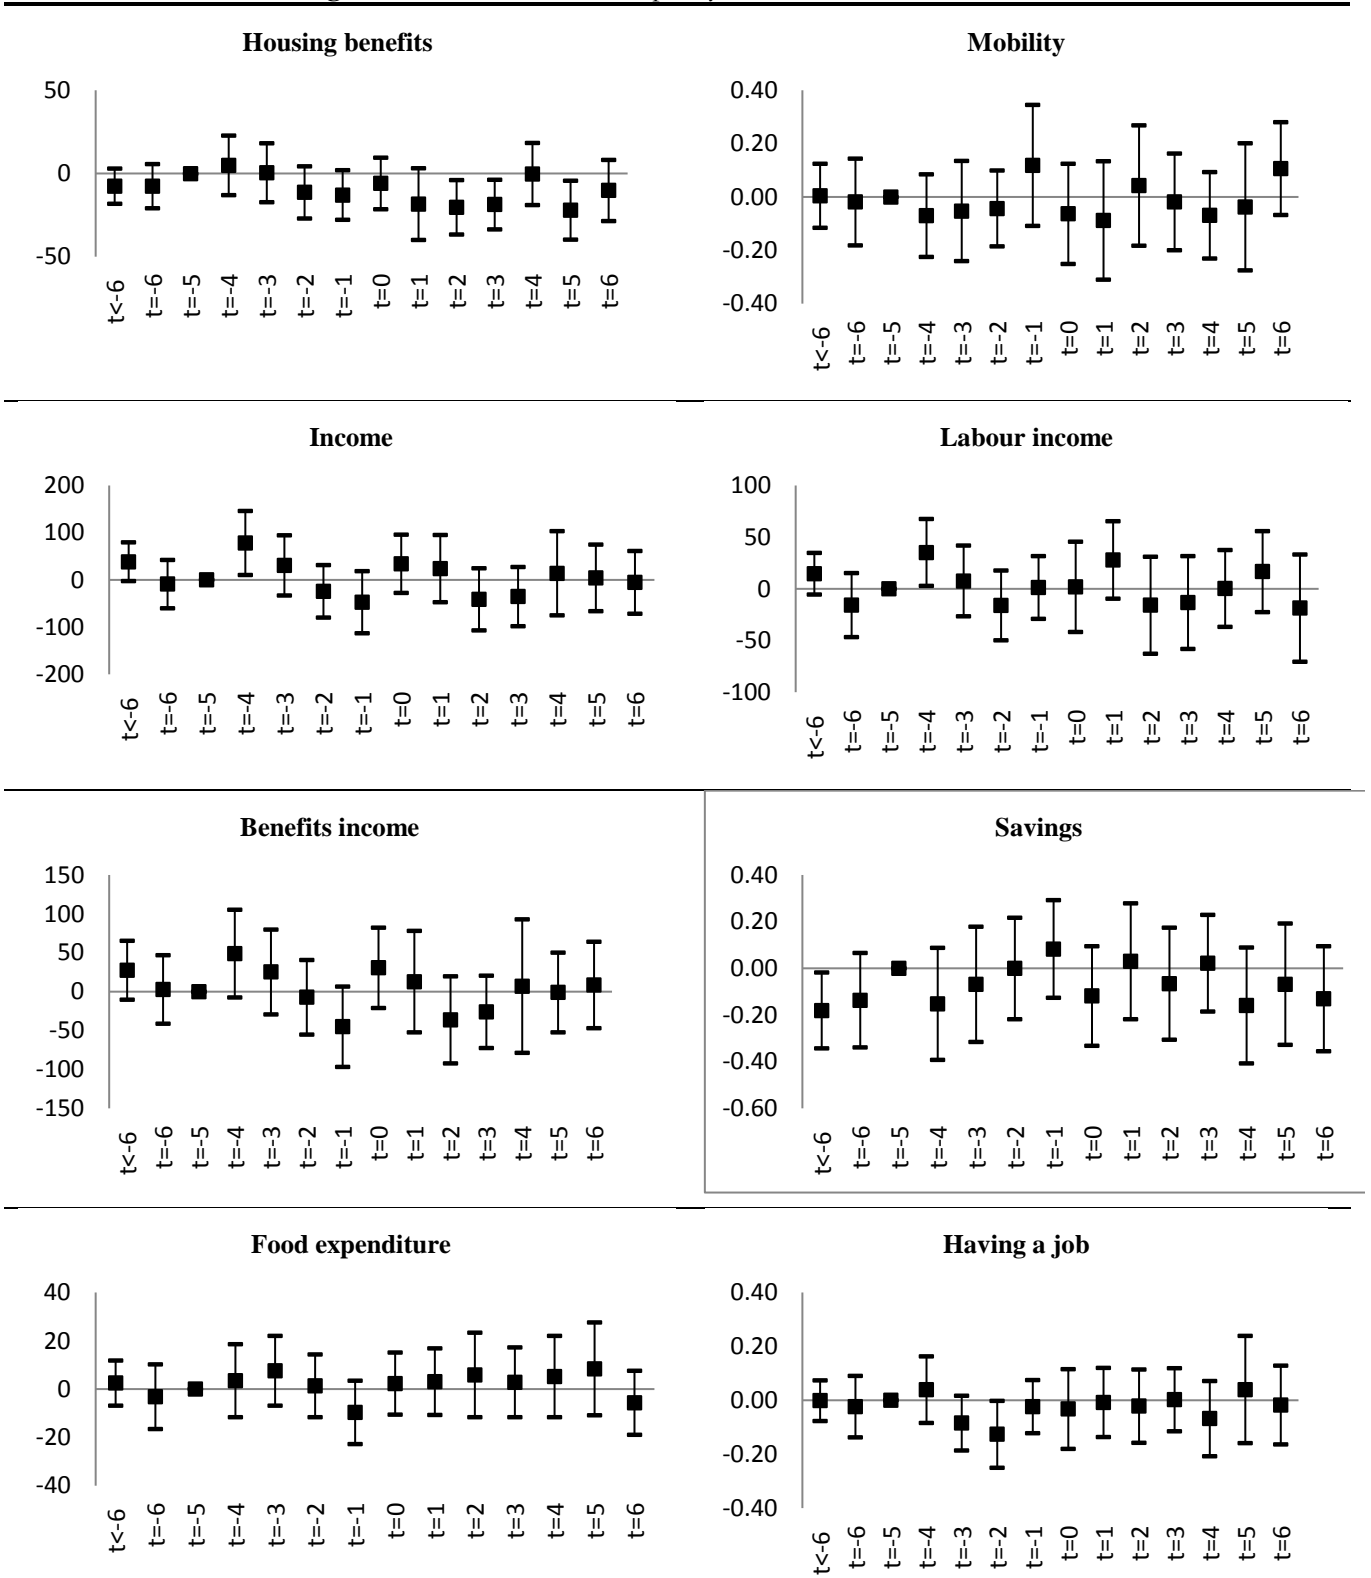 Housing benefits
50
0
-50
t<-6
t=-6
t=-5
t=-4
t=-3
t=-2
t=-1
t=0
t=1
t=2
t=3
t=4
t=5
t=6
Mobility
0.40
0.20
0.00
-0.20
-0.40
t<-6
t=-6
t=-5
t=-4
t=-3
t=-2
t=-1
t=0
t=1
t=2
t=3
t=4
t=5
t=6
Income
200
100
0
-100
-200
t<-6
t=-6
t=-5
t=-4
t=-3
t=-2
t=-1
t=0
t=1
t=2
t=3
t=4
t=5
t=6
Labour income
100
50
0
-50
-100
t<-6
t=-6
t=-5
t=-4
t=-3
t=-2
t=-1
t=0
t=1
t=2
t=3
t=4
t=5
t=6
Benefits income
150
100
50
0
-50
-100
-150
t<-6
t=-6
t=-5
t=-4
t=-3
t=-2
t=-1
t=0
t=1
t=2
t=3
t=4
t=5
t=6
Savings
0.40
0.20
0.00
-0.20
-0.40
-0.60
t<-6
t=-6
t=-5
t=-4
t=-3
t=-2
t=-1
t=0
t=1
t=2
t=3
t=4
t=5
t=6
Food expenditure
40
20
0
-20
-40
t<-6
t=-6
t=-5
t=-4
t=-3
t=-2
t=-1
t=0
t=1
t=2
t=3
t=4
t=5
t=6
Having a job
0.40
0.20
0.00
-0.20
-0.40
t<-6
t=-6
t=-5
t=-4
t=-3
t=-2
t=-1
t=0
t=1
t=2
t=3
t=4
t=5
t=6